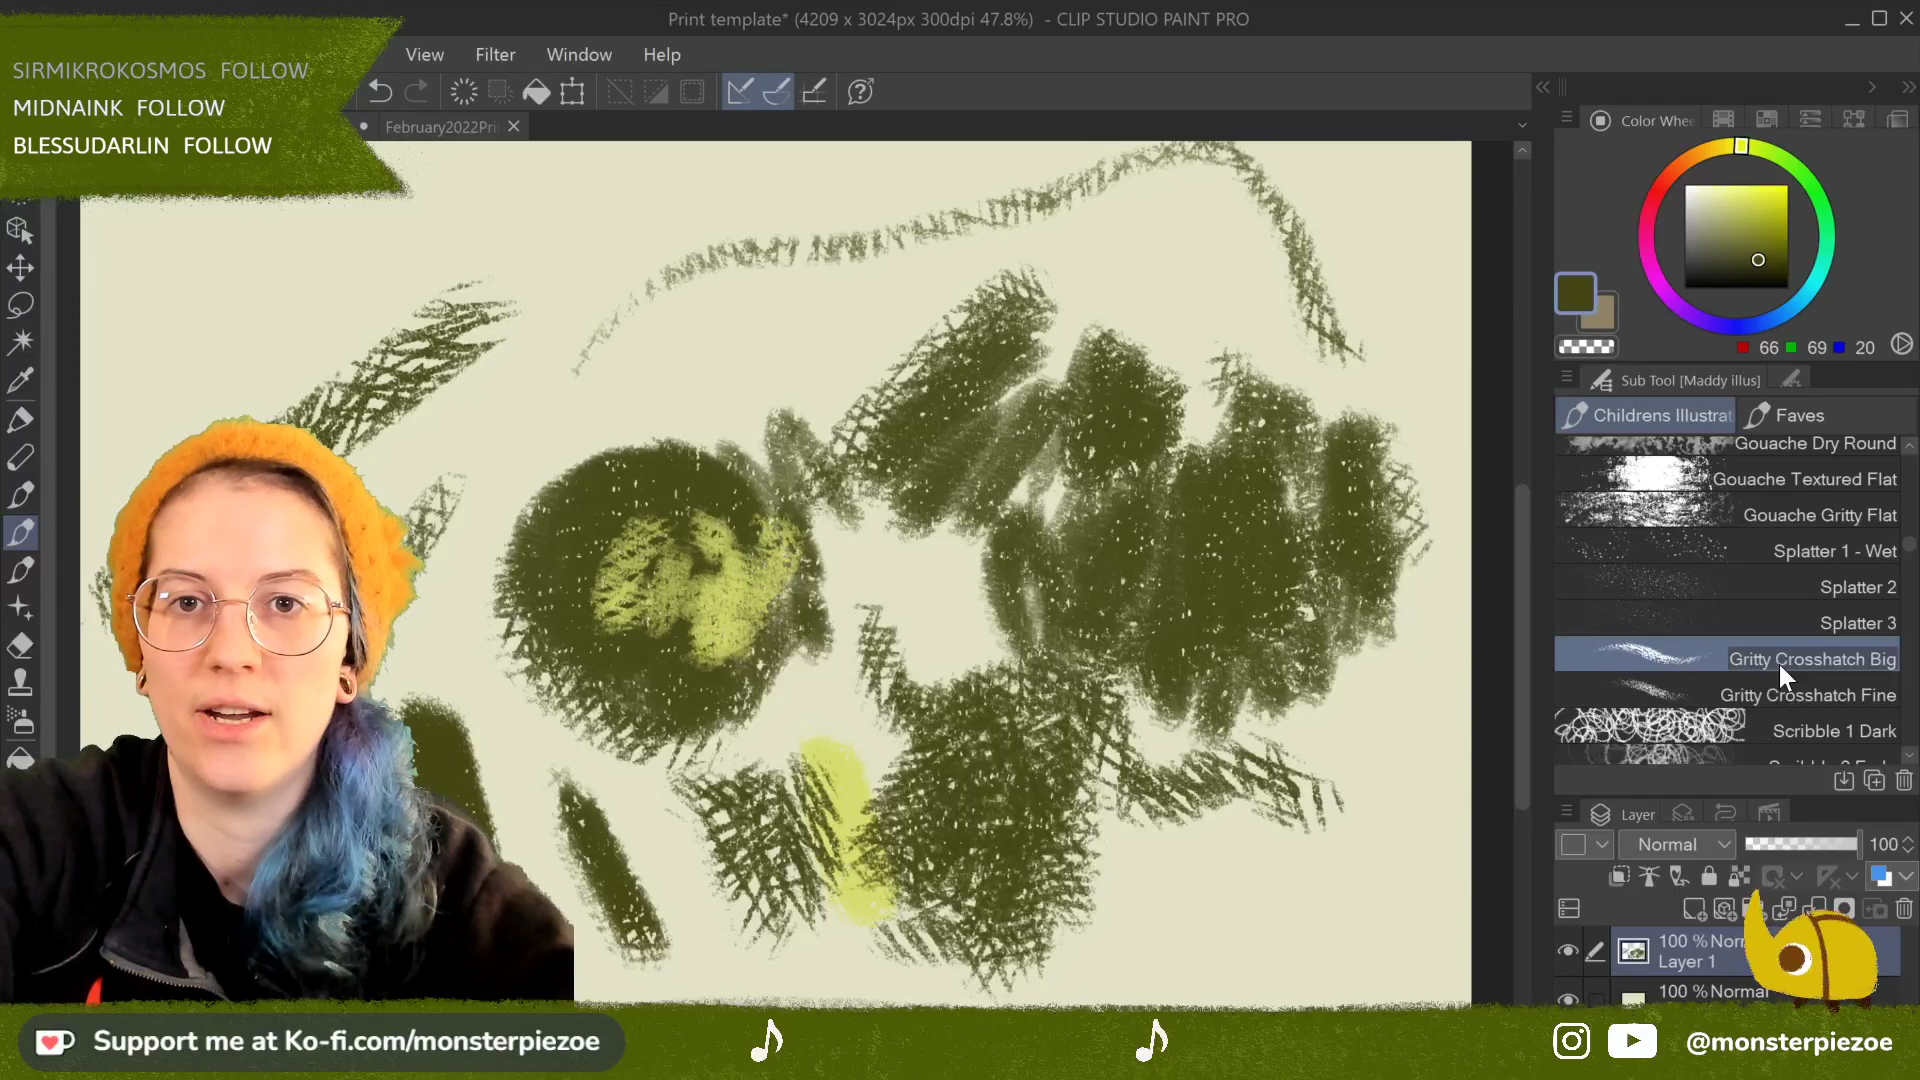 Print template* (4209 x 3024px 300dpi 47.8%) - CLIP STUDIO PAINT PRO
SIRMIKROKOSMOS FOLLOW
MIDNAINK FOLLOW
BLESSUDARLIN FOLLOW
View Filter Window Help
February2022Pri
Color Whee
66 69 20
Sub Tool [Maddy illus]
Childrens Illustrat Faves
Gouache Dry Round
Gouache Textured Flat
Gouache Gritty Flat
Splatter 1 - Wet
Splatter 2
Splatter 3
Gritty Crosshatch Big
Gritty Crosshatch Fine
Scribble 1 Dark
Layer
Normal 100
100 % Norm
Layer 1
100 % Normal
Support me at Ko-fi.com/monsterpiezoe
@monsterpiezoe